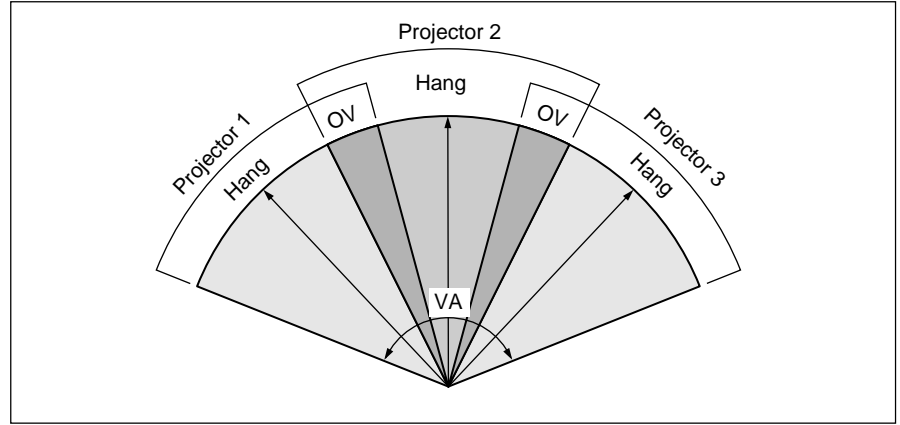 Projector 2
Hang
OV
OV
Projector 1
Hang
Projector 3
Hang
VA